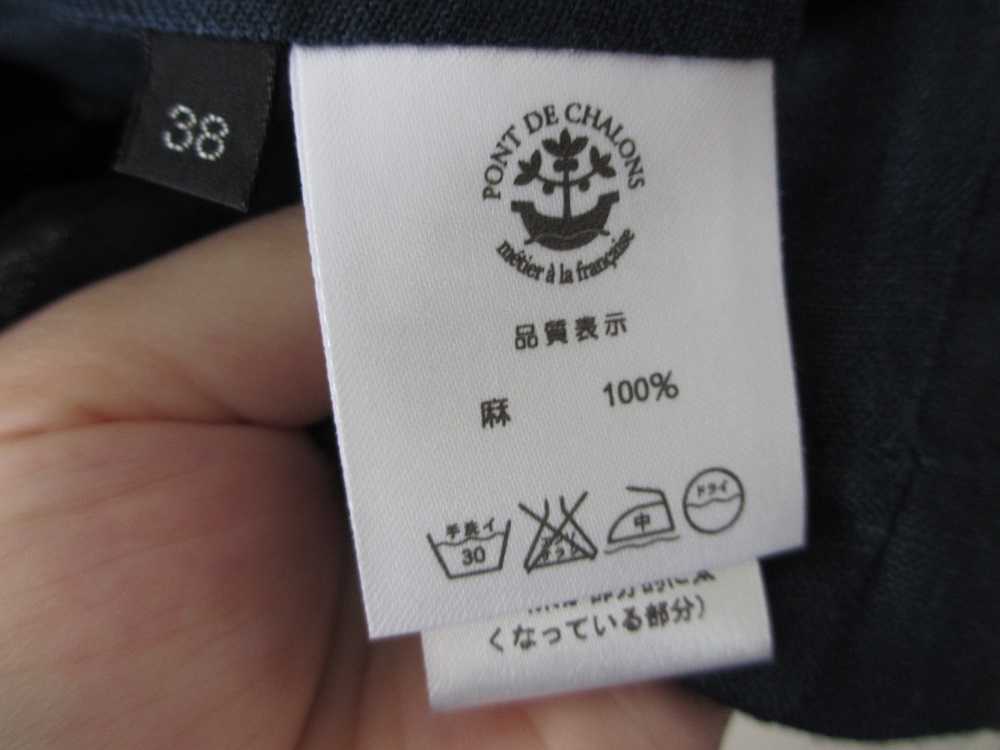 38
PONT DE CHALONS
métier à la française
品質表示
麻 100%
手洗イ
30
中
ドライ
くなっている部分)